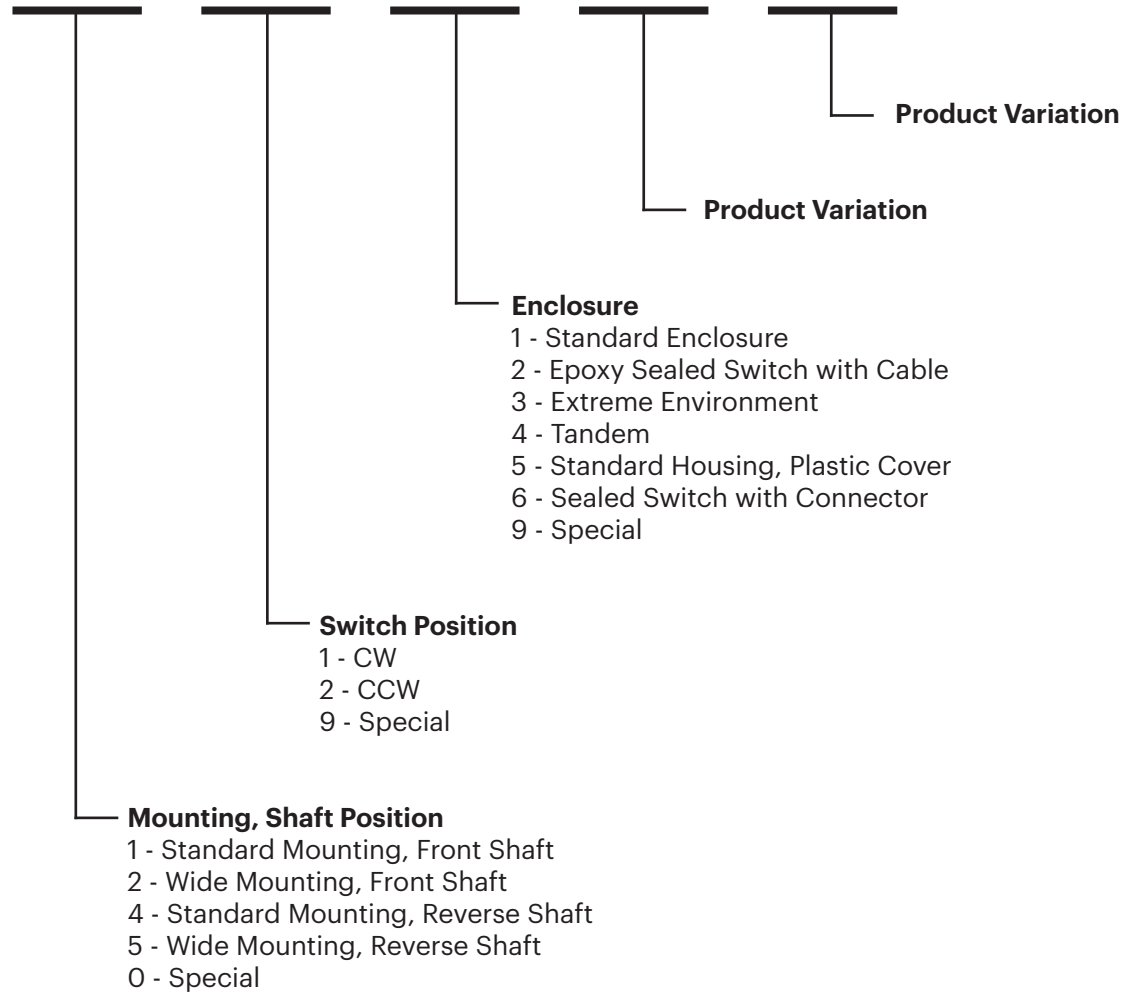 Product Variation
Product Variation
Enclosure
1 - Standard Enclosure
2 - Epoxy Sealed Switch with Cable
3 - Extreme Environment
4 - Tandem
5 - Standard Housing, Plastic Cover
6 - Sealed Switch with Connector
9 - Special
Switch Position
1 - CW
2 - CCW
9 - Special
Mounting, Shaft Position
1 - Standard Mounting, Front Shaft
2 - Wide Mounting, Front Shaft
4 - Standard Mounting, Reverse Shaft
5 - Wide Mounting, Reverse Shaft
0 - Special